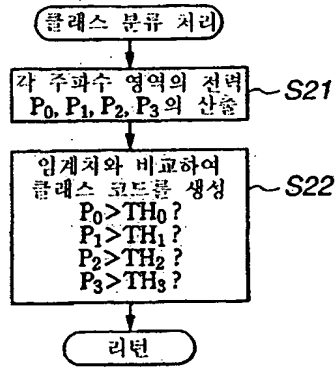 클래스 분류 처리
각 주파수 영역의 전력
P₀, P₁, P₂, P₃의 산출
S21
임계치와 비교하여
클래스 코드를 생성
S22
P₀>TH₀?
P₁>TH₁?
P₂>TH₂?
P₃>TH₃?
리턴